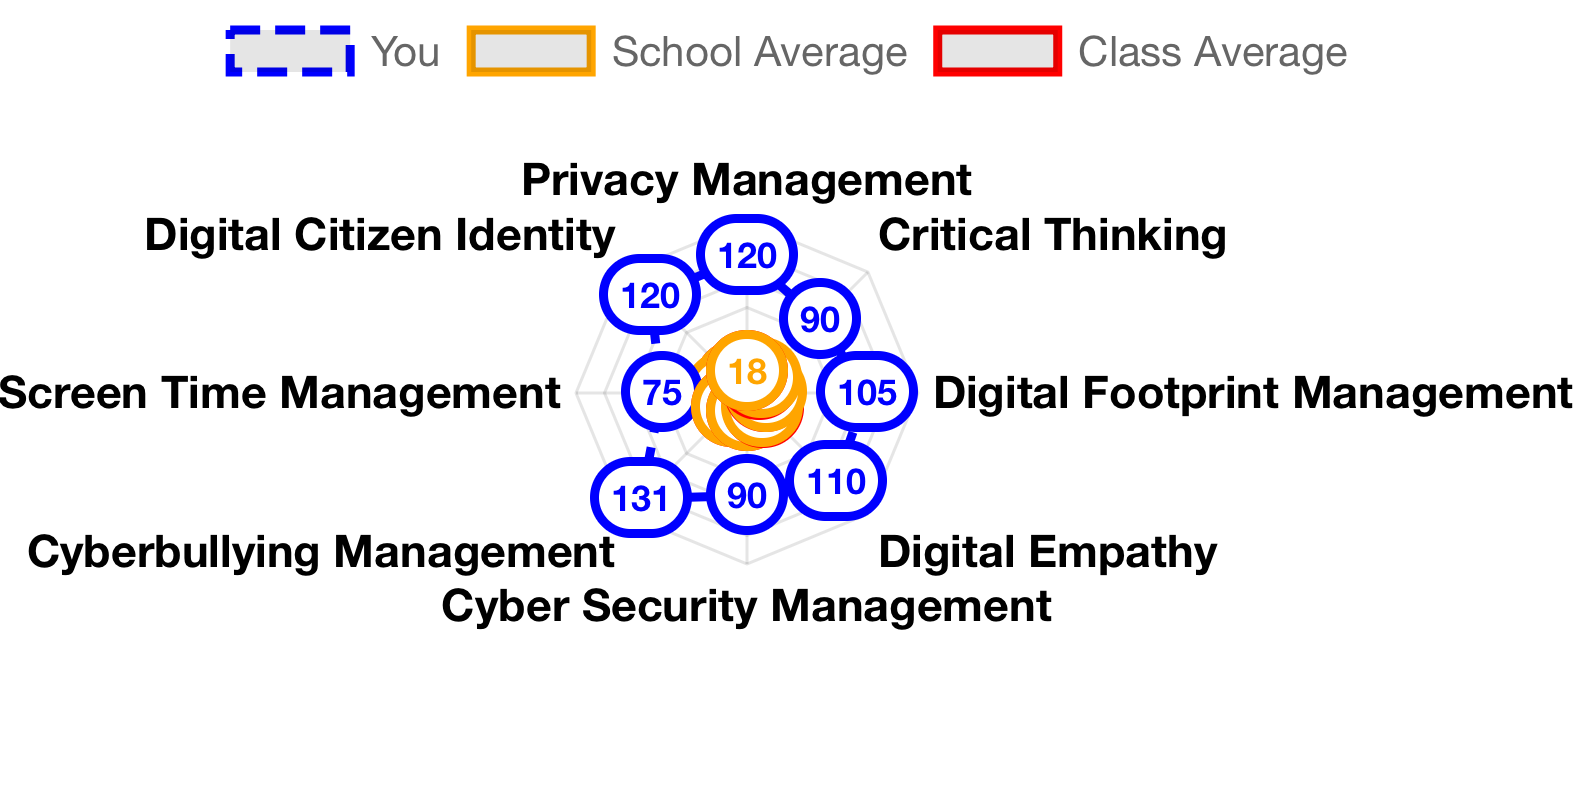 You School Average Class Average
Privacy Management
Digital Citizen Identity Critical Thinking
120
120
90
18
Screen Time Management 75 105 Digital Footprint Management
110
131 90
Cyberbullying Management Digital Empathy
Cyber Security Management